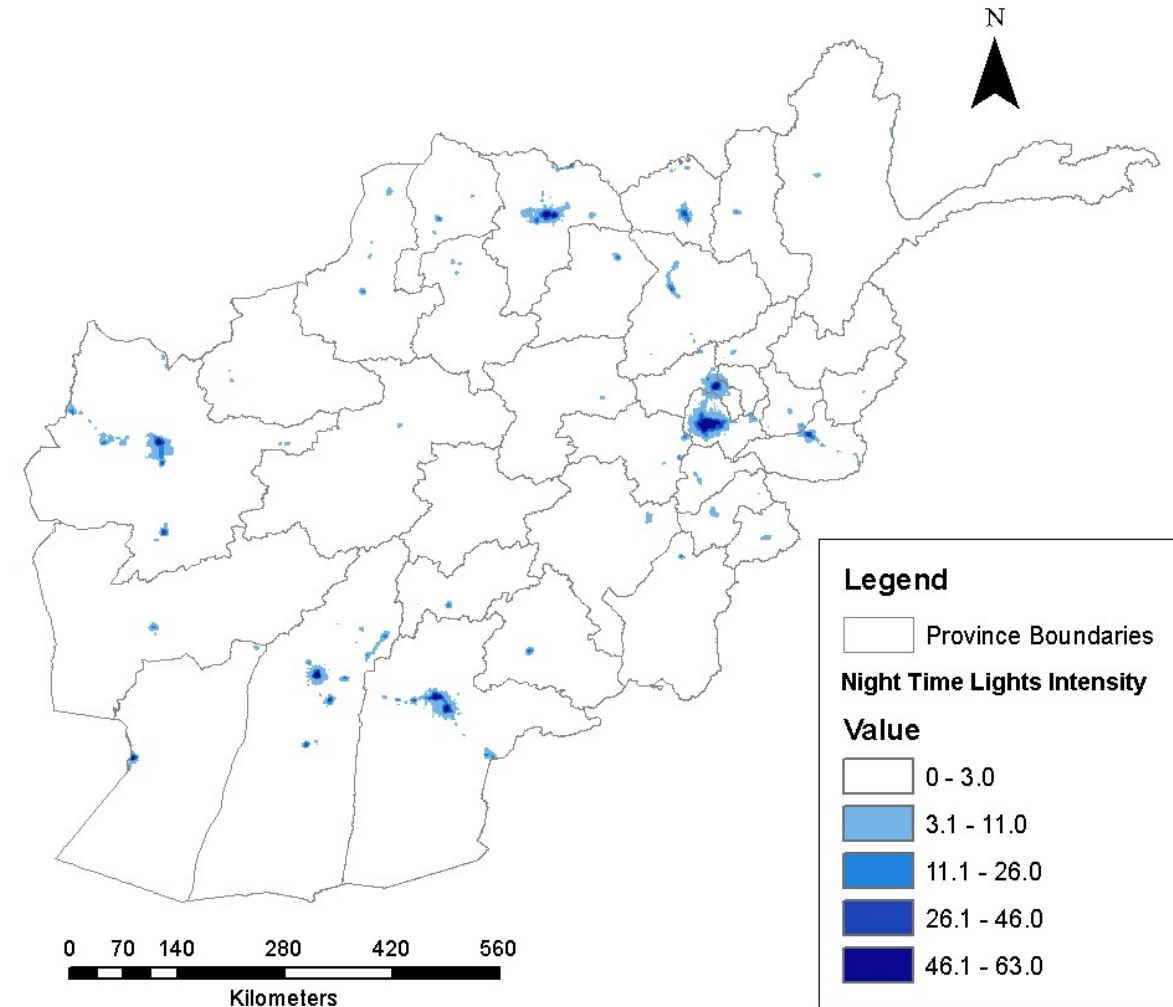 N
Legend
Province Boundaries
Night Time Lights Intensity
Value
0 - 3.0
3.1 - 11.0
11.1 - 26.0
26.1 - 46.0
46.1 - 63.0
0 70 140 280 420 560
Kilometers